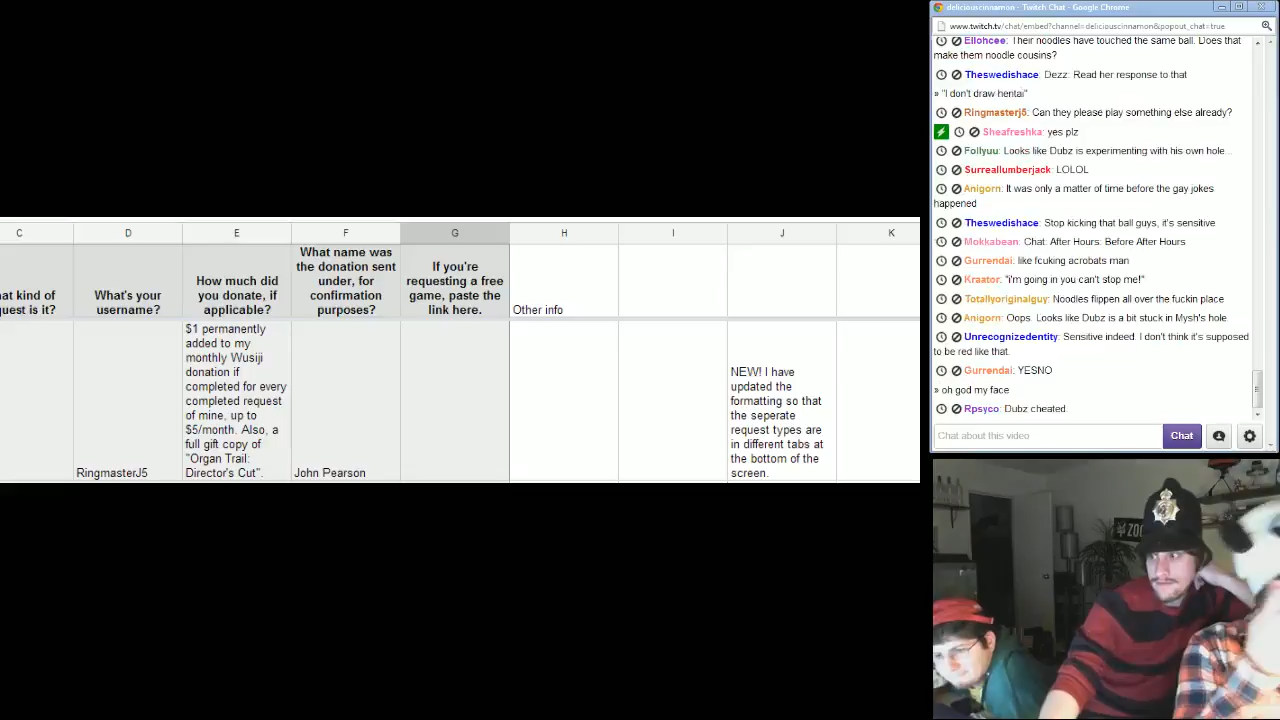 deliciouscinnamon - Twitch Chat - Google Chrome
www.twitch.tv/chat/embed?channel=deliciouscinnamon&popout_chat=true
Ellohcee: Their noodles have touched the same ball. Does that
make them noodle cousins?
Theswedishace: Dezz: Read her response to that
» "I don't draw hentai"
Ringmasterj5: Can they please play something else already?
Sheafreshka: yes plz
Follyuu: Looks like Dubz is experimenting with his own hole...
Surreallumberjack: LOLOL
Anigorn: It was only a matter of time before the gay jokes
happened
Theswedishace: Stop kicking that ball guys, it's sensitive
Mokkabean: Chat: After Hours: Before After Hours
Gurrendai: like fcuking acrobats man
Kraator: "i'm going in you can't stop me!"
Totallyoriginalguy: Noodles flippen all over the fuckin place
Anigorn: Oops. Looks like Dubz is a bit stuck in Mysh's hole.
Unrecognizedentity: Sensitive indeed. I don't think it's supposed
to be red like that.
Gurrendai: YESNO
» oh god my face
Rpsyco: Dubz cheated.
Chat about this video
Chat
C D E F G H I J K
at kind of
uest is it?
What's your
username?
How much did
you donate, if
applicable?
What name was
the donation sent
under, for
confirmation
purposes?
If you're
requesting a free
game, paste the
link here.
Other info
RingmasterJ5
$1 permanently
added to my
monthly Wusiji
donation if
completed for every
completed request
of mine, up to
$5/month. Also, a
full gift copy of
"Organ Trail:
Director's Cut".
John Pearson
NEW! I have
updated the
formatting so that
the seperate
request types are
in different tabs at
the bottom of the
screen.
ZOO